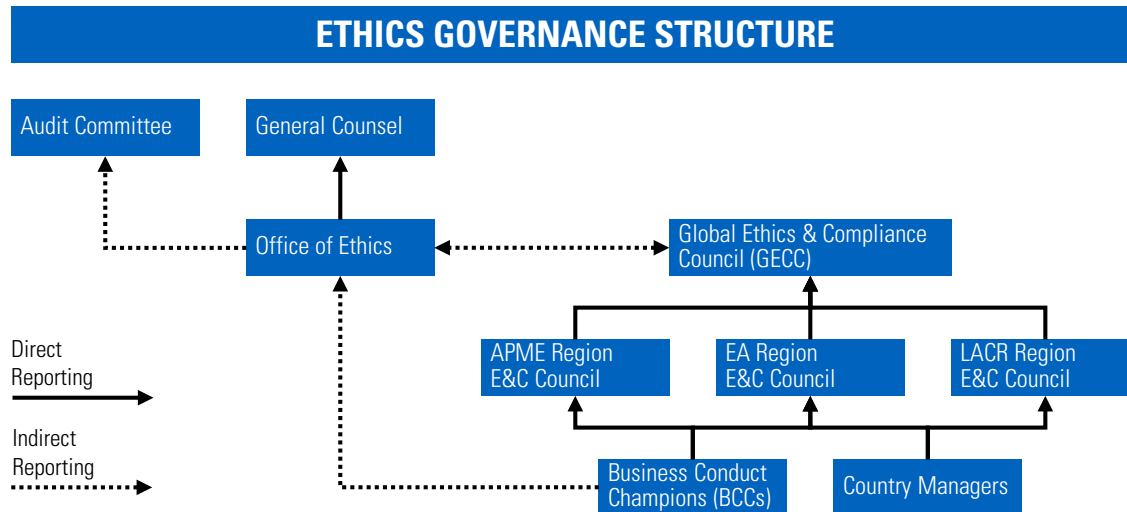 ETHICS GOVERNANCE STRUCTURE
Audit Committee
General Counsel
Office of Ethics
Global Ethics & Compliance
Council (GECC)
Direct
Reporting
APME Region
E&C Council
EA Region
E&C Council
LACR Region
E&C Council
Indirect
Reporting
Business Conduct
Champions (BCCs)
Country Managers